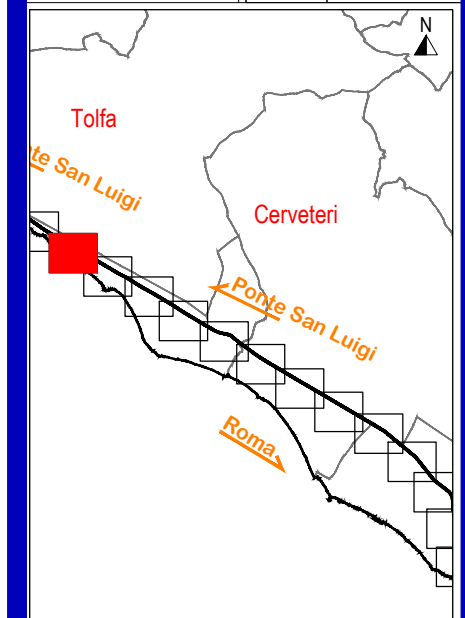 N
Tolfa
nte San Luigi
Cerveteri
Ponte San Luigi
Roma